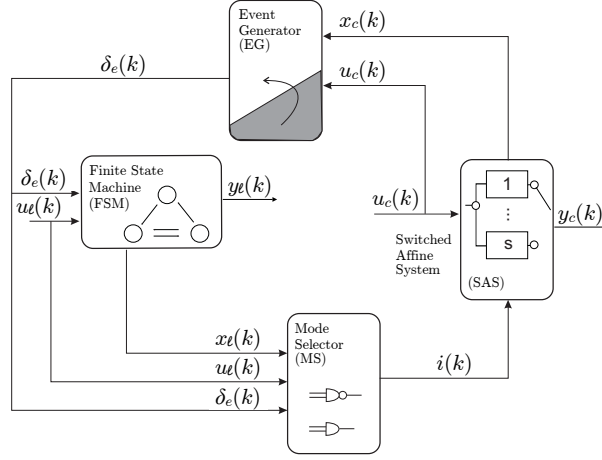 Event
Generator
(EG)
x_c(k)
u_c(k)
δ_e(k)
δ_e(k)
u_ℓ(k)
Finite State
Machine
(FSM)
y_ℓ(k)
u_c(k)
Switched
Affine
System
1
⋮
s
(SAS)
y_c(k)
x_ℓ(k)
u_ℓ(k)
δ_e(k)
Mode
Selector
(MS)
i(k)